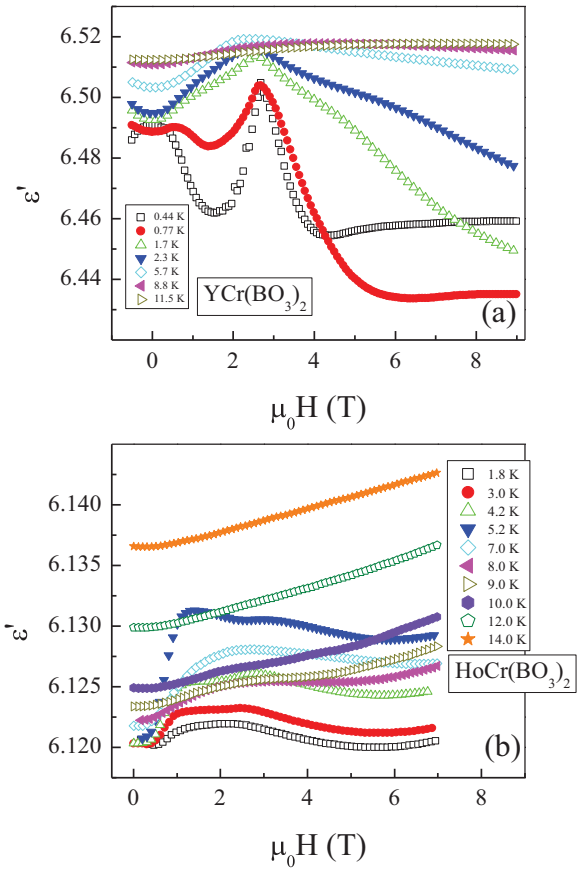 6.52
6.50
6.48
6.46
6.44
ε'
0.44 K
0.77 K
1.7 K
2.3 K
5.7 K
8.8 K
11.5 K
YCr(BO₃)₂
(a)
0 2 4 6 8
μ₀H (T)
6.140
6.135
6.130
6.125
6.120
ε'
1.8 K
3.0 K
4.2 K
5.2 K
7.0 K
8.0 K
9.0 K
10.0 K
12.0 K
14.0 K
HoCr(BO₃)₂
(b)
0 2 4 6 8
μ₀H (T)